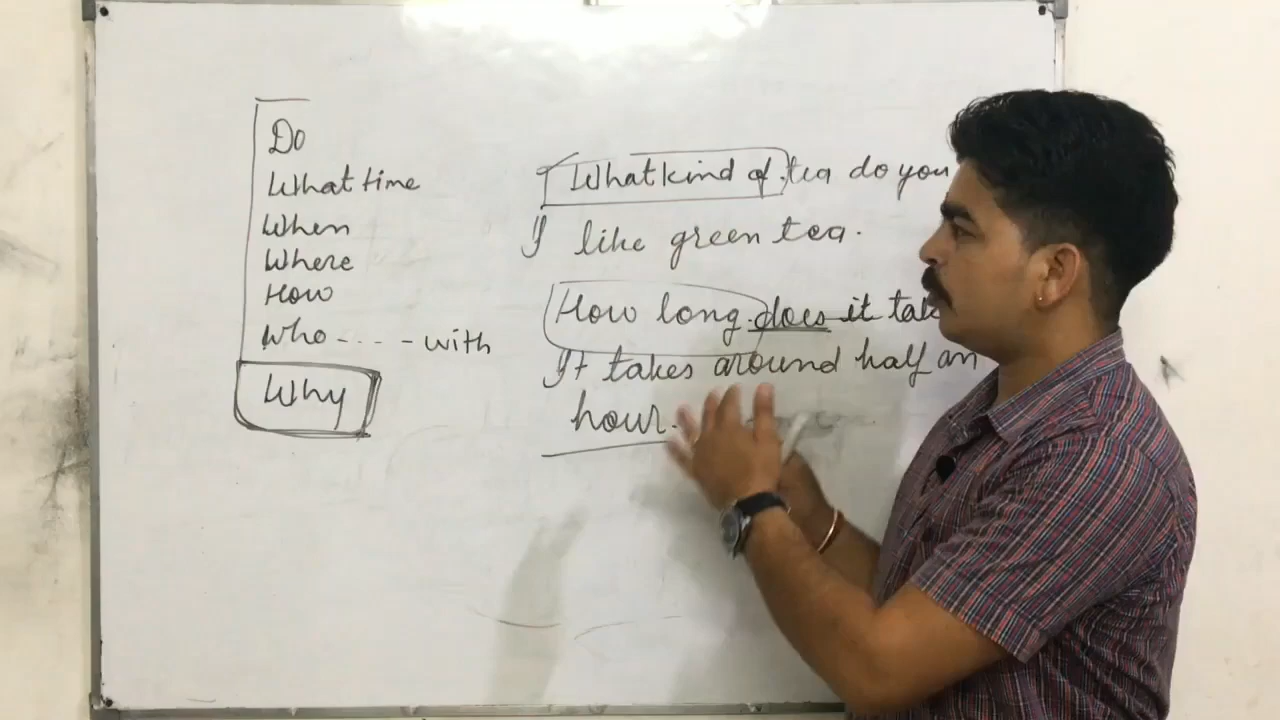 Do
What time
When
Where
How
Who - - - - with
Why
What kind of tea do you
I like green tea.
How long does it
It takes around half an
hour.